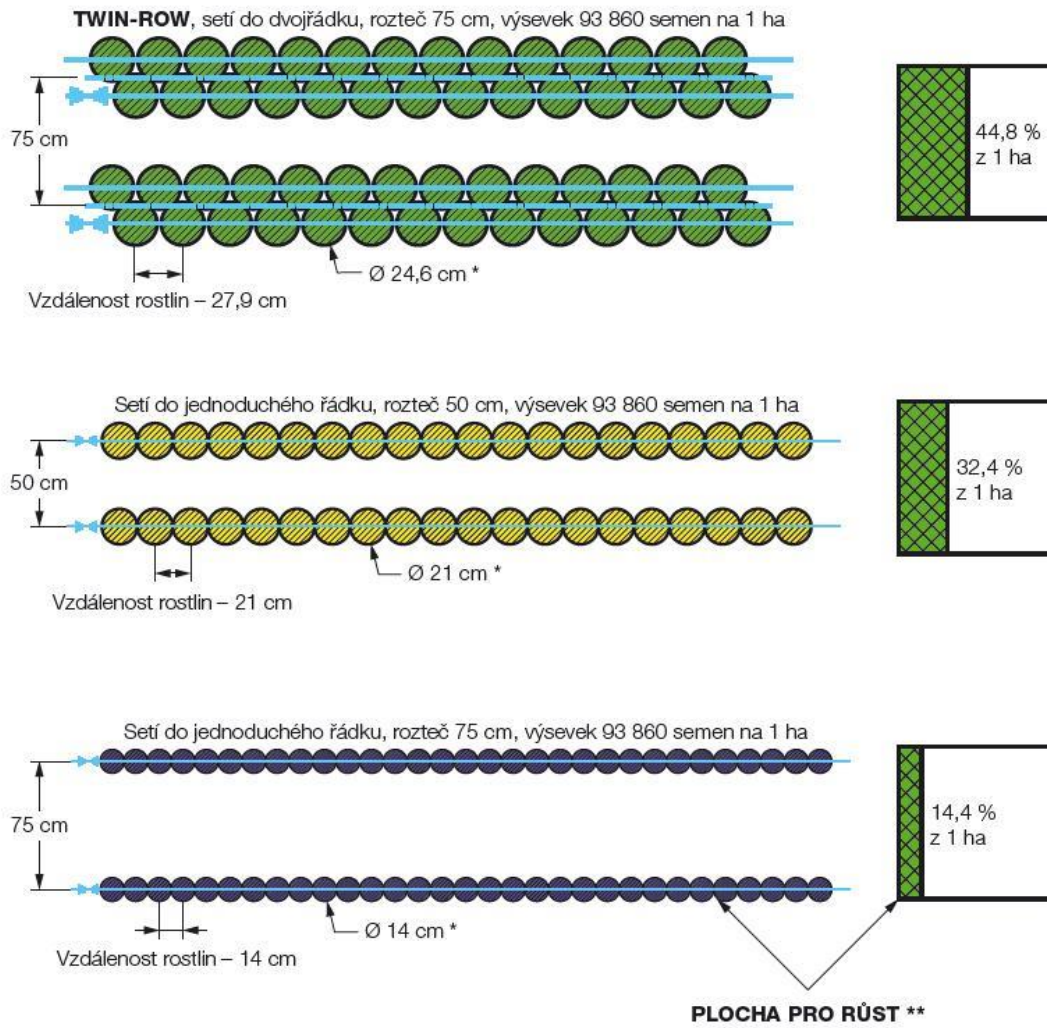 TWIN-ROW, setí do dvojřádku, rozteč 75 cm, výsevek 93 860 semen na 1 ha
75 cm
44,8 %
z 1 ha
Ø 24,6 cm *
Vzdálenost rostlin – 27,9 cm
Setí do jednoduchého řádku, rozteč 50 cm, výsevek 93 860 semen na 1 ha
50 cm
32,4 %
z 1 ha
Ø 21 cm *
Vzdálenost rostlin – 21 cm
Setí do jednoduchého řádku, rozteč 75 cm, výsevek 93 860 semen na 1 ha
75 cm
14,4 %
z 1 ha
Ø 14 cm *
Vzdálenost rostlin – 14 cm
PLOCHA PRO RŮST **